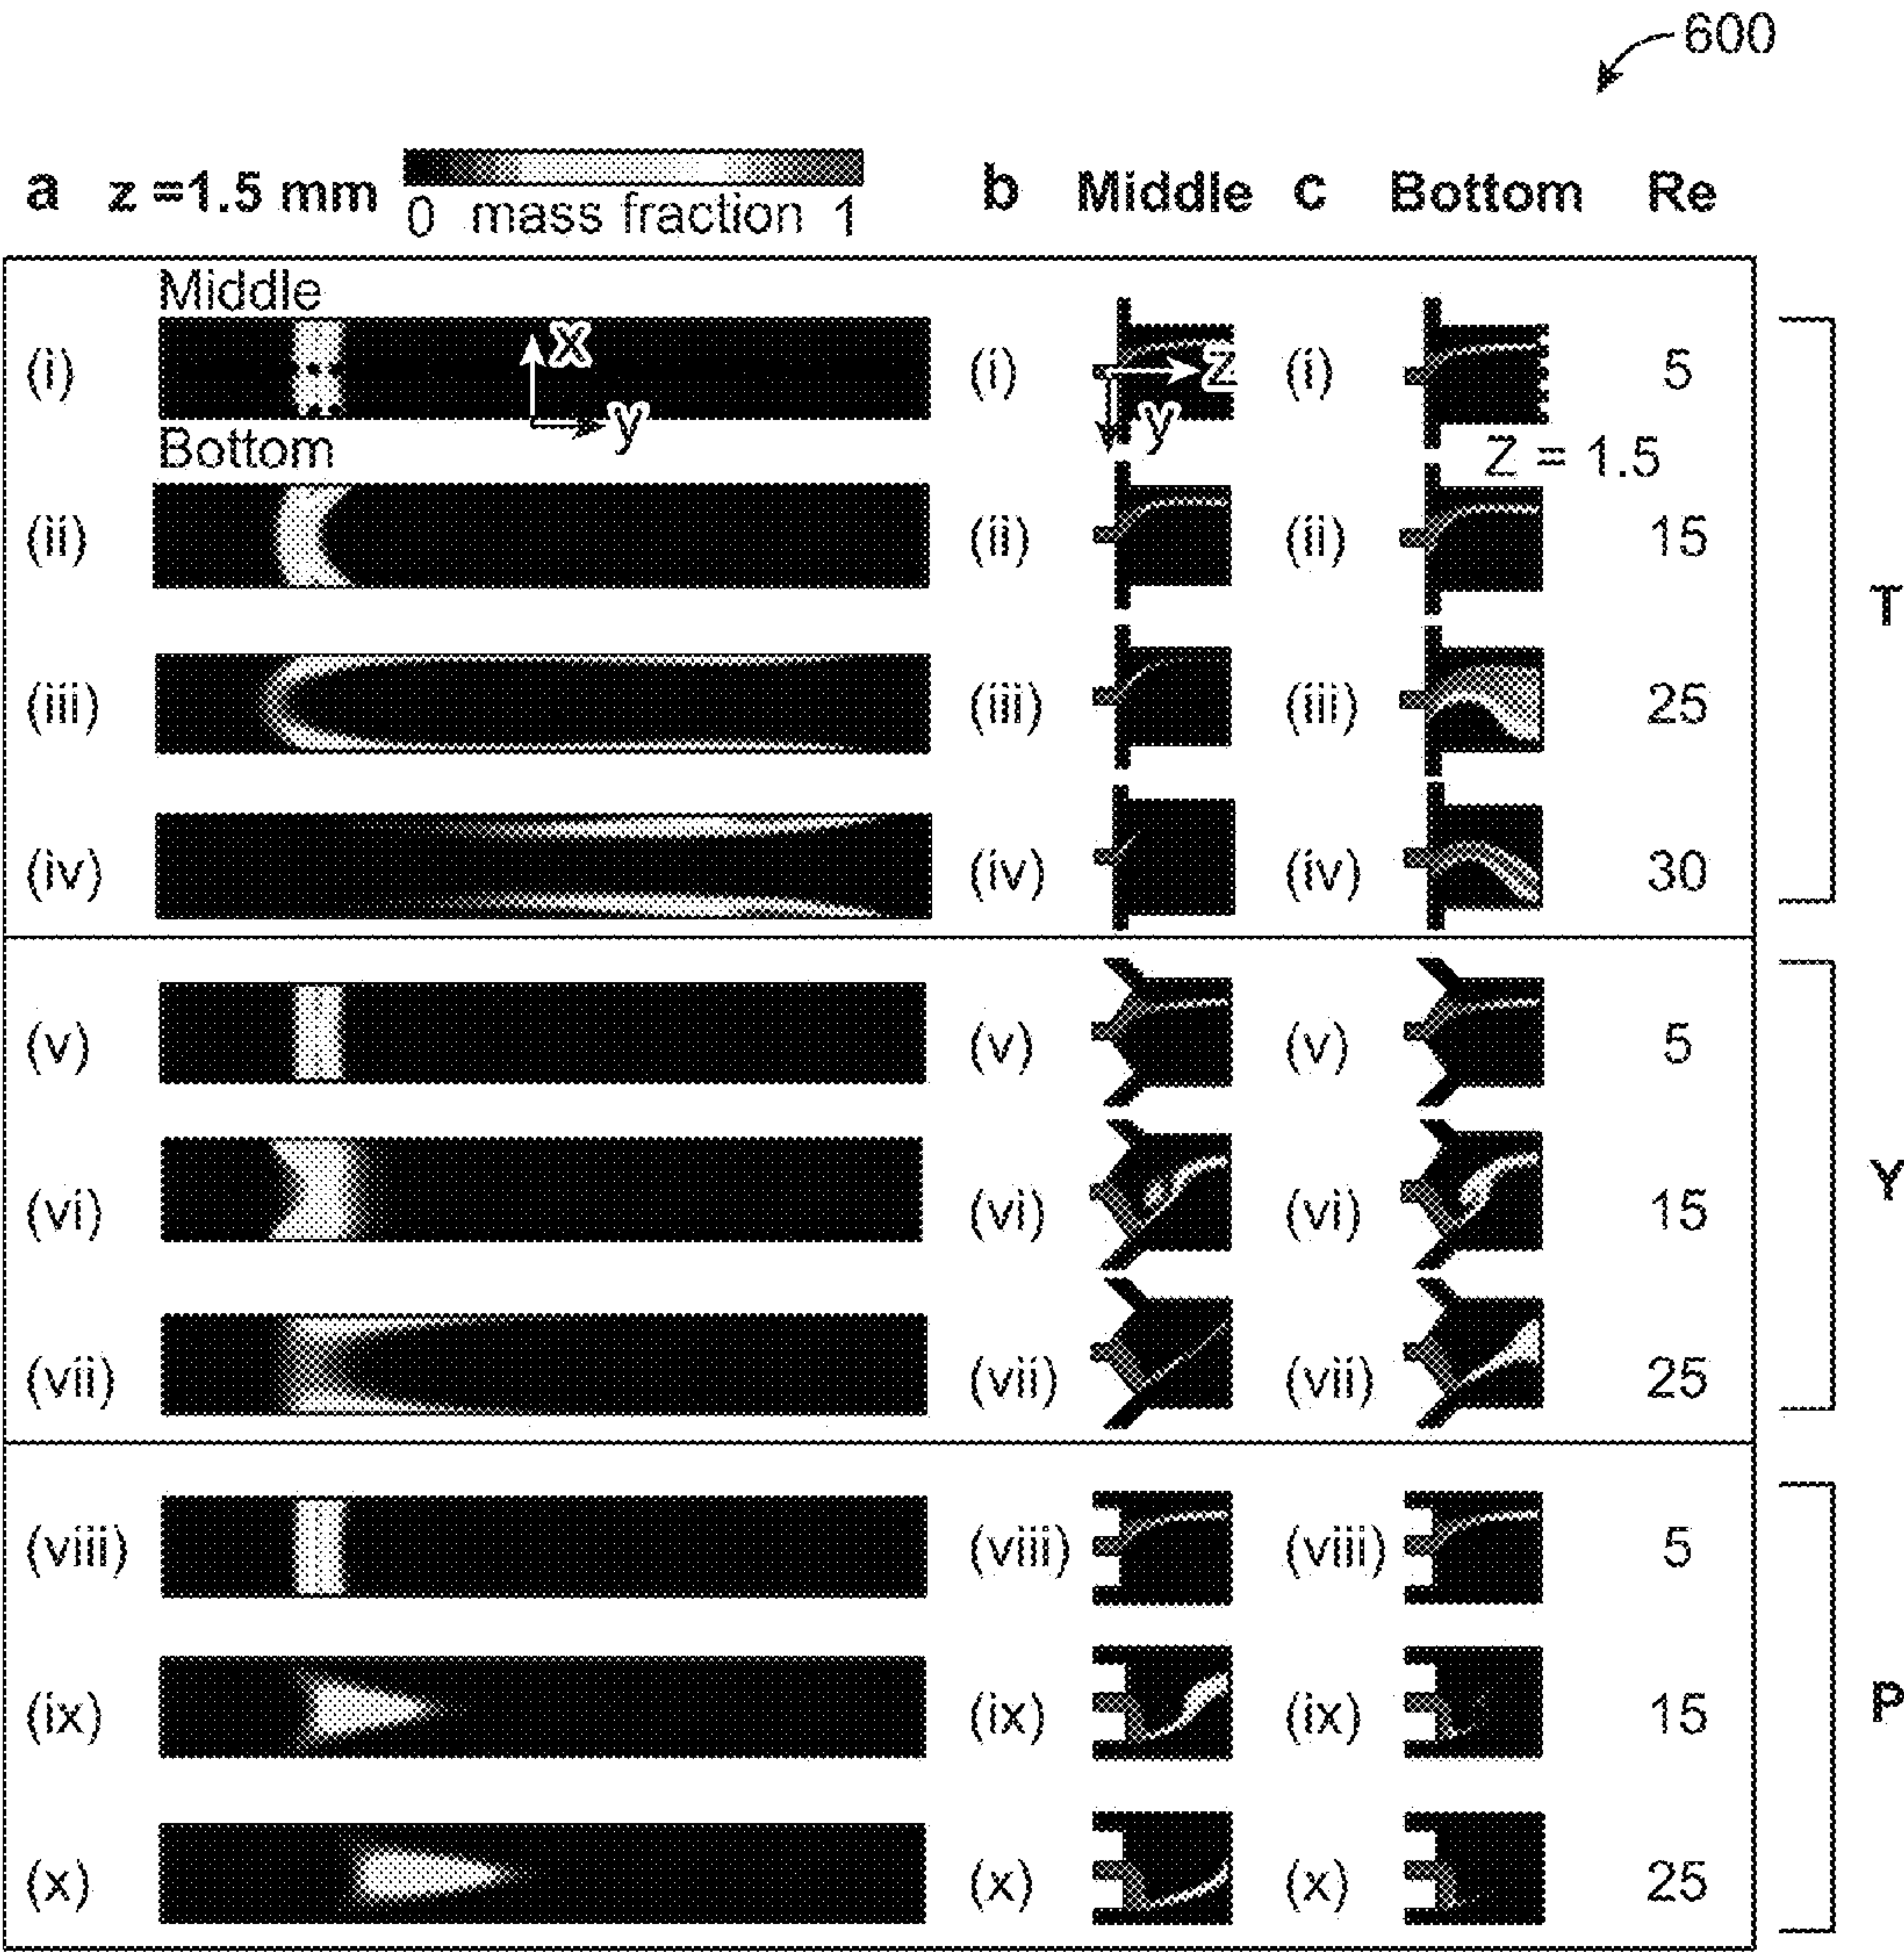 600
a z =1.5 mm 0 mass fraction 1 b Middle c Bottom Re
Middle
(i) x y (i) z y (i) 5
Bottom
Z = 1.5
(ii) (ii) (ii) 15
T
(iii) (iii) (iii) 25
(iv) (iv) (iv) 30
(v) (v) (v) 5
(vi) (vi) (vi) 15
Y
(vii) (vii) (vii) 25
(viii) (viii) (viii) 5
(ix) (ix) (ix) 15
P
(x) (x) (x) 25